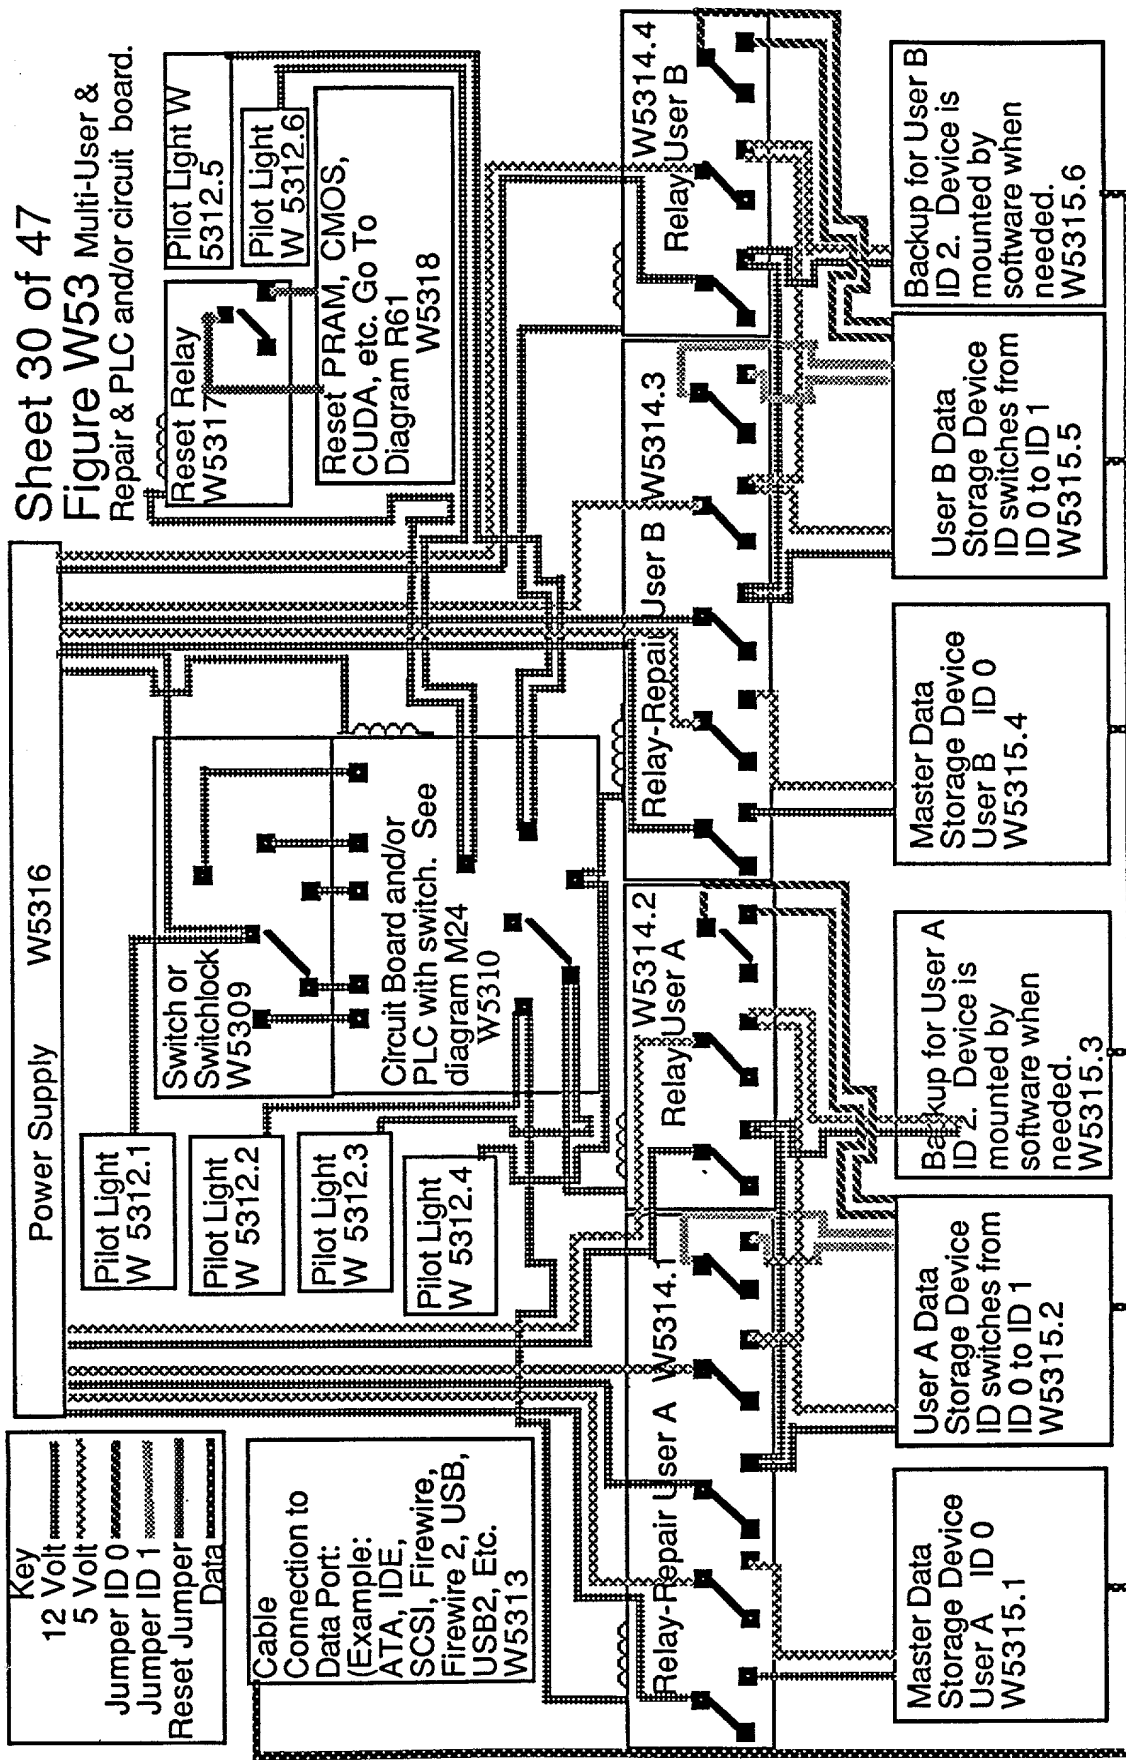 Sheet 30 of 47
Figure W53 Multi-User &
Repair & PLC and/or circuit board.
Key
12 Volt
5 Volt
Jumper ID 0
Jumper ID 1
Reset Jumper
Data
Power Supply W5316
Cable
Connection to
Data Port:
(Example:
ATA, IDE,
SCSI, Firewire,
Firewire 2, USB,
USB2, Etc.
W5313
Pilot Light
W 5312.1
Pilot Light
W 5312.2
Pilot Light
W 5312.3
Pilot Light
W 5312.4
Switch or
Switchlock
W5309
Circuit Board and/or
PLC with switch. See
diagram M24
W5310
Reset Relay
W5317
Pilot Light W
5312.5
Pilot Light
W 5312.6
Reset PRAM, CMOS,
CUDA, etc. Go To
Diagram R61
W5318
Relay-Repair User A W5314.1
W5314.2
Relay User A
Relay-Repair User B W5314.3
W5314.4
Relay User B
Master Data
Storage Device
User A ID 0
W5315.1
User A Data
Storage Device
ID switches from
ID 0 to ID 1
W5315.2
Backup for User A
ID 2. Device is
mounted by
software when
needed.
W5315.3
Master Data
Storage Device
User B ID 0
W5315.4
User B Data
Storage Device
ID switches from
ID 0 to ID 1
W5315.5
Backup for User B
ID 2. Device is
mounted by
software when
needed.
W5315.6